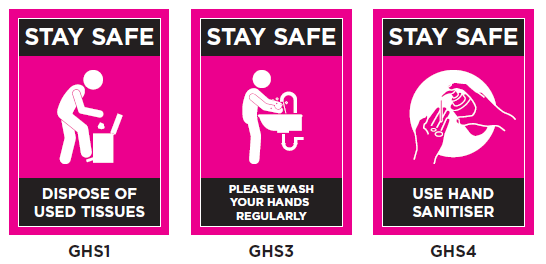 STAY SAFE
DISPOSE OF
USED TISSUES
GHS1
STAY SAFE
PLEASE WASH
YOUR HANDS
REGULARLY
GHS3
STAY SAFE
USE HAND
SANITISER
GHS4